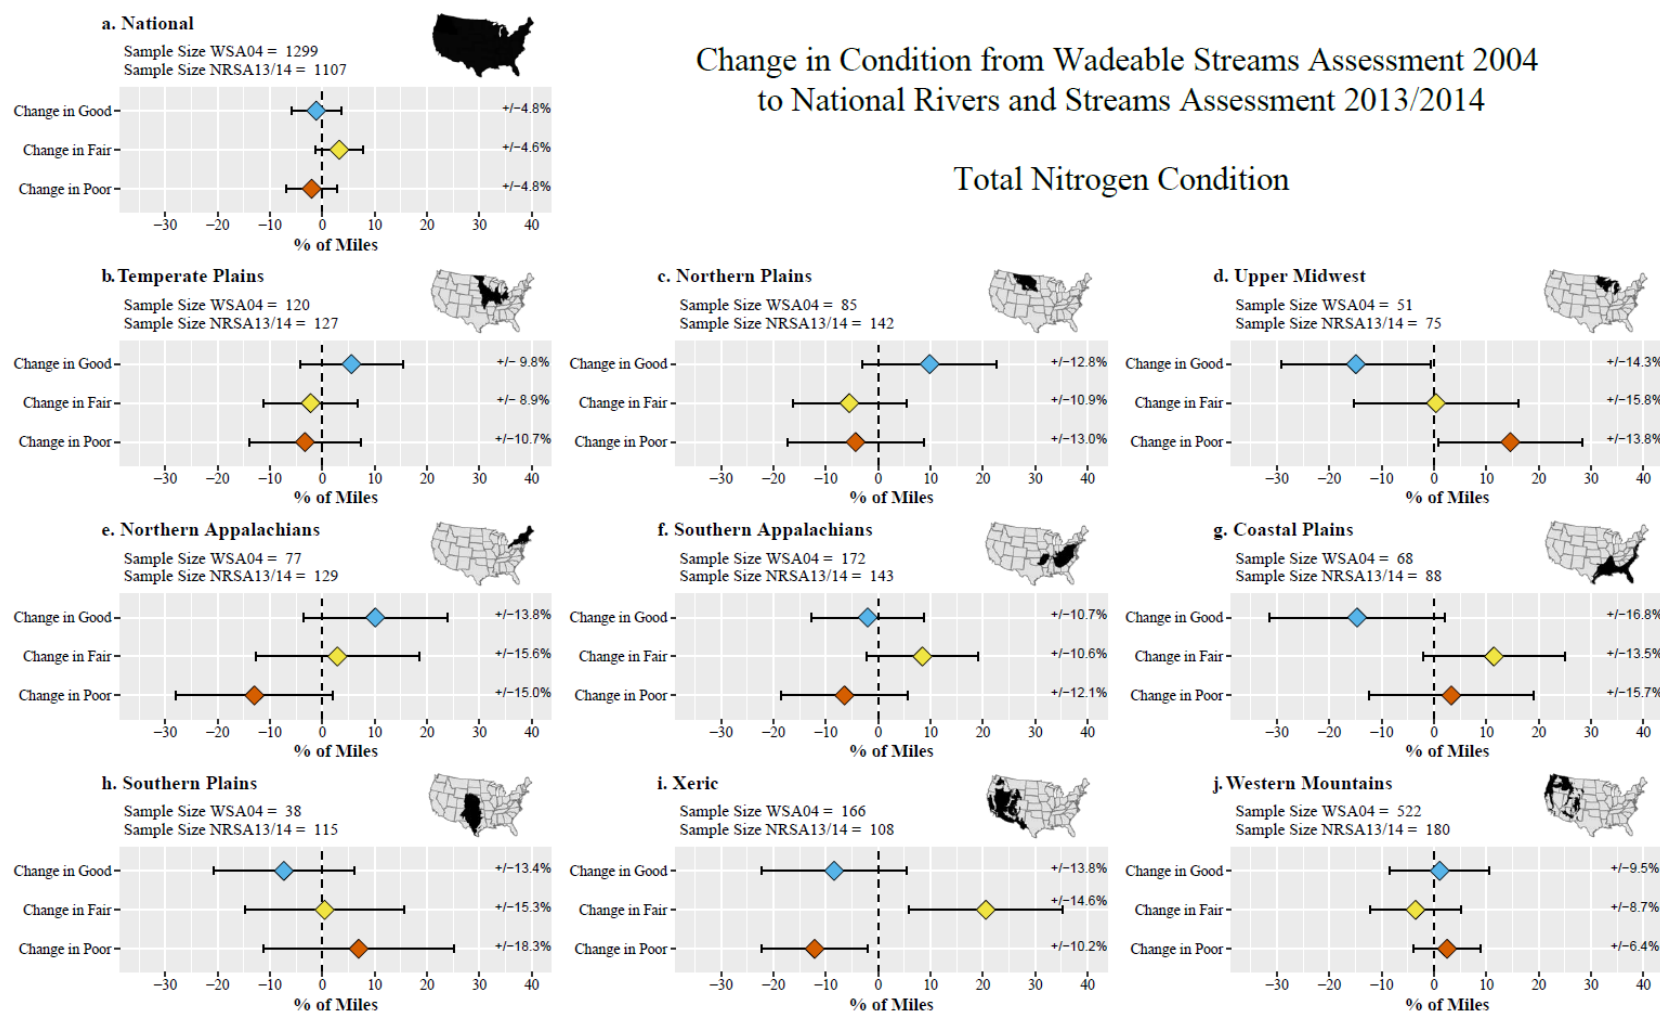 a. National
Sample Size WSA04 = 1299
Sample Size NRSA13/14 = 1107
Change in Condition from Wadeable Streams Assessment 2004
to National Rivers and Streams Assessment 2013/2014
Total Nitrogen Condition
Change in Good +/−4.8%
Change in Fair +/−4.6%
Change in Poor +/−4.8%
−30 −20 −10 0 10 20 30 40
% of Miles
b. Temperate Plains
Sample Size WSA04 = 120
Sample Size NRSA13/14 = 127
Change in Good +/− 9.8%
Change in Fair +/− 8.9%
Change in Poor +/−10.7%
−30 −20 −10 0 10 20 30 40
% of Miles
c. Northern Plains
Sample Size WSA04 = 85
Sample Size NRSA13/14 = 142
Change in Good +/−12.8%
Change in Fair +/−10.9%
Change in Poor +/−13.0%
−30 −20 −10 0 10 20 30 40
% of Miles
d. Upper Midwest
Sample Size WSA04 = 51
Sample Size NRSA13/14 = 75
Change in Good +/−14.3%
Change in Fair +/−15.8%
Change in Poor +/−13.8%
−30 −20 −10 0 10 20 30 40
% of Miles
e. Northern Appalachians
Sample Size WSA04 = 77
Sample Size NRSA13/14 = 129
Change in Good +/−13.8%
Change in Fair +/−15.6%
Change in Poor +/−15.0%
−30 −20 −10 0 10 20 30 40
% of Miles
f. Southern Appalachians
Sample Size WSA04 = 172
Sample Size NRSA13/14 = 143
Change in Good +/−10.7%
Change in Fair +/−10.6%
Change in Poor +/−12.1%
−30 −20 −10 0 10 20 30 40
% of Miles
g. Coastal Plains
Sample Size WSA04 = 68
Sample Size NRSA13/14 = 88
Change in Good +/−16.8%
Change in Fair +/−13.5%
Change in Poor +/−15.7%
−30 −20 −10 0 10 20 30 40
% of Miles
h. Southern Plains
Sample Size WSA04 = 38
Sample Size NRSA13/14 = 115
Change in Good +/−13.4%
Change in Fair +/−15.3%
Change in Poor +/−18.3%
−30 −20 −10 0 10 20 30 40
% of Miles
i. Xeric
Sample Size WSA04 = 166
Sample Size NRSA13/14 = 108
Change in Good +/−13.8%
Change in Fair +/−14.6%
Change in Poor +/−10.2%
−30 −20 −10 0 10 20 30 40
% of Miles
j. Western Mountains
Sample Size WSA04 = 522
Sample Size NRSA13/14 = 180
Change in Good +/−9.5%
Change in Fair +/−8.7%
Change in Poor +/−6.4%
−30 −20 −10 0 10 20 30 40
% of Miles